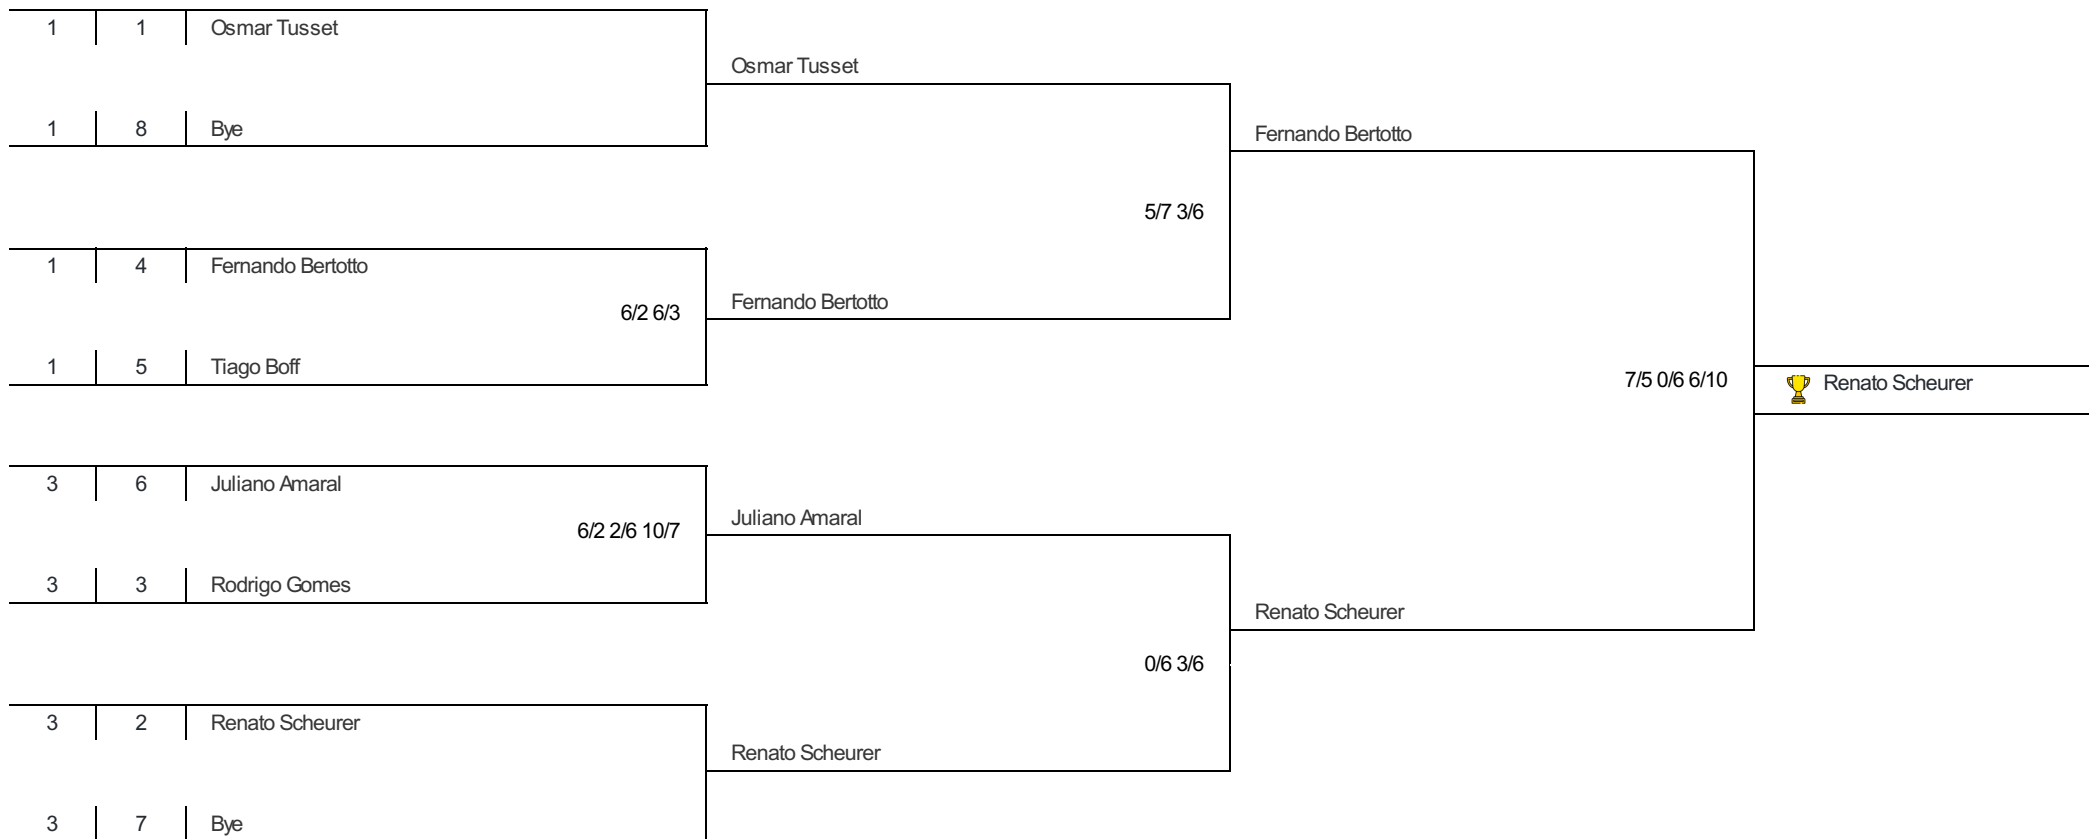 1 1 Osmar Tusset
Osmar Tusset
1 8 Bye
Fernando Bertotto
5/7 3/6
1 4 Fernando Bertotto
6/2 6/3
Fernando Bertotto
1 5 Tiago Boff
7/5 0/6 6/10
Renato Scheurer
3 6 Juliano Amaral
6/2 2/6 10/7
Juliano Amaral
3 3 Rodrigo Gomes
Renato Scheurer
0/6 3/6
3 2 Renato Scheurer
Renato Scheurer
3 7 Bye